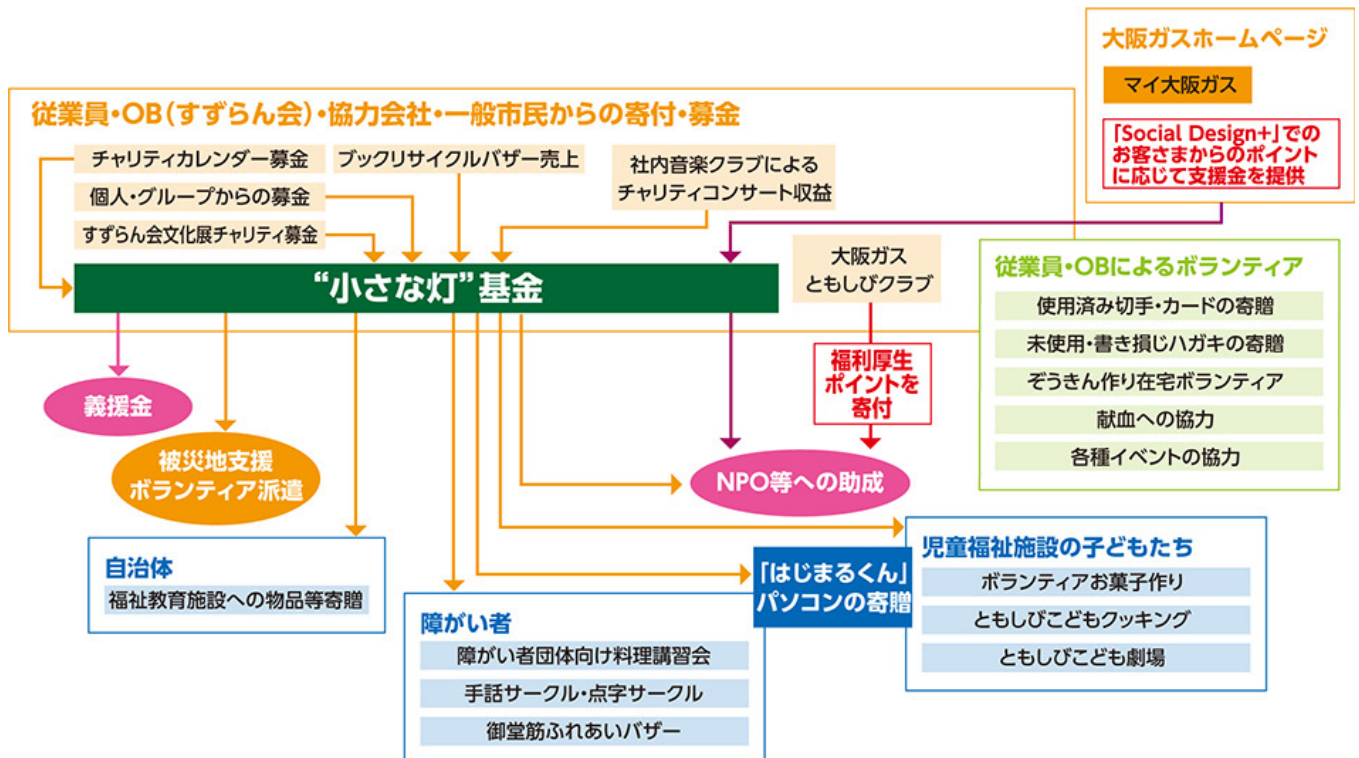 大阪ガスホームページ
マイ大阪ガス
「Social Design+」での
お客さまからのポイント
に応じて支援金を提供
従業員・OB(すずらん会)・協力会社・一般市民からの寄付・募金
チャリティカレンダー募金
個人・グループからの募金
すずらん会文化展チャリティ募金
ブックリサイクルバザー売上
社内音楽クラブによる
チャリティコンサート収益
“小さな灯”基金
大阪ガス
ともしびクラブ
福利厚生
ポイントを
寄付
従業員・OBによるボランティア
使用済み切手・カードの寄贈
未使用・書き損じハガキの寄贈
ぞうきん作り在宅ボランティア
献血への協力
各種イベントの協力
義援金
被災地支援
ボランティア派遣
NPO等への助成
自治体
福祉教育施設への物品等寄贈
障がい者
障がい者団体向け料理講習会
手話サークル・点字サークル
御堂筋ふれあいバザー
「はじまるくん」
パソコンの寄贈
児童福祉施設の子どもたち
ボランティアお菓子作り
ともしびこどもクッキング
ともしびこども劇場